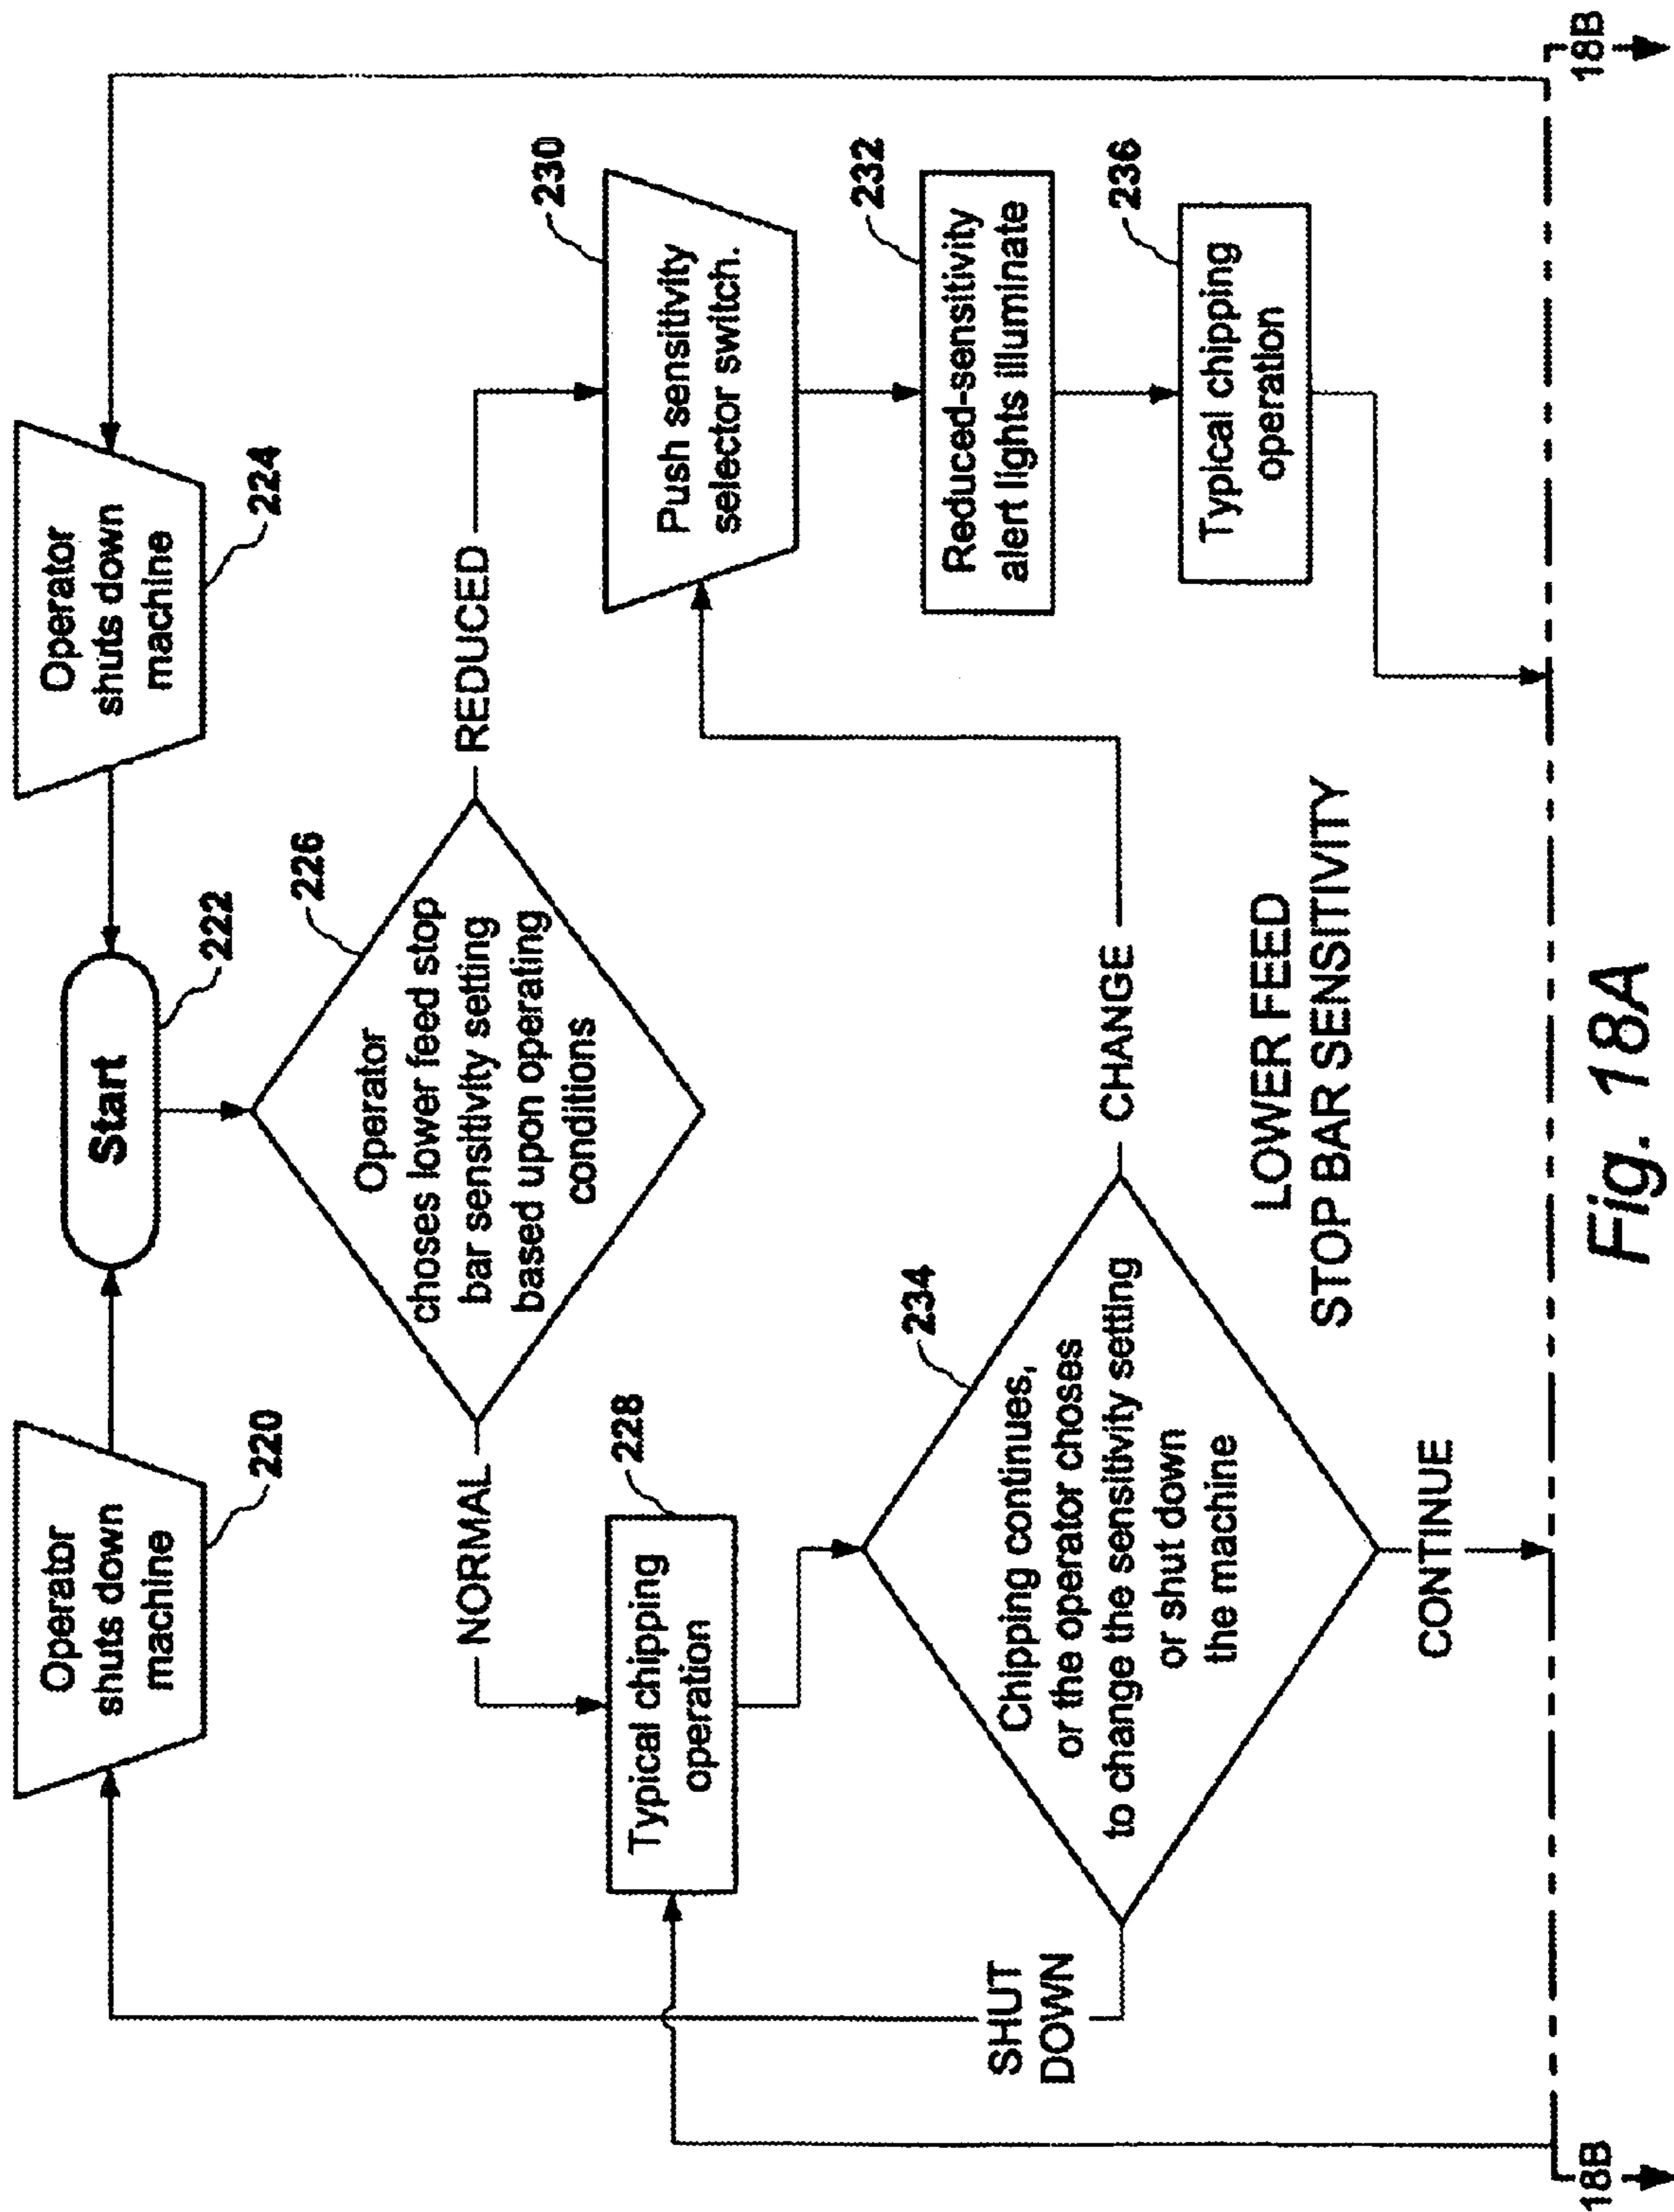 Operator
shuts down
machine
220
Start
222
Operator
shuts down
machine
224
Operator
choses lower feed stop
bar sensitivity setting
based upon operating
conditions
226
NORMAL
REDUCED
Typical chipping
operation
228
Push sensitivity
selector switch.
230
Reduced-sensitivity
alert lights illuminate
232
Chipping continues,
or the operator choses
to change the sensitivity setting
or shut down
the machine
234
Typical chipping
operation
236
SHUT
DOWN
CHANGE
CONTINUE
LOWER FEED
STOP BAR SENSITIVITY
18B
18B
Fig. 18A